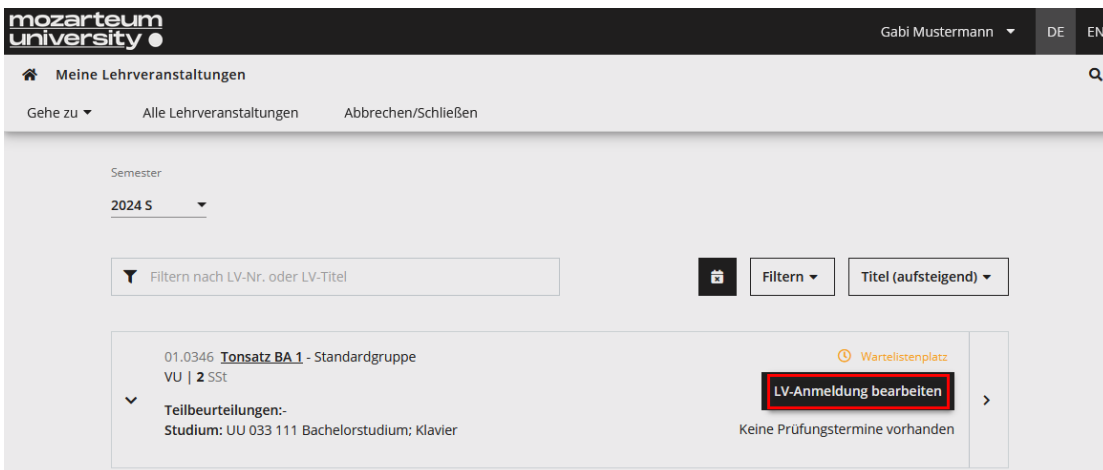 mozarteum
university
Gabi Mustermann
DE
EN
Meine Lehrveranstaltungen
Gehe zu
Alle Lehrveranstaltungen
Abbrechen/Schließen
Semester
2024 S
Filtern nach LV-Nr. oder LV-Titel
Filtern
Titel (aufsteigend)
01.0346 Tonsatz BA 1 - Standardgruppe
VU | 2 SSt
Teilbeurteilungen:-
Studium: UU 033 111 Bachelorstudium; Klavier
Wartelistenplatz
LV-Anmeldung bearbeiten
Keine Prüfungstermine vorhanden